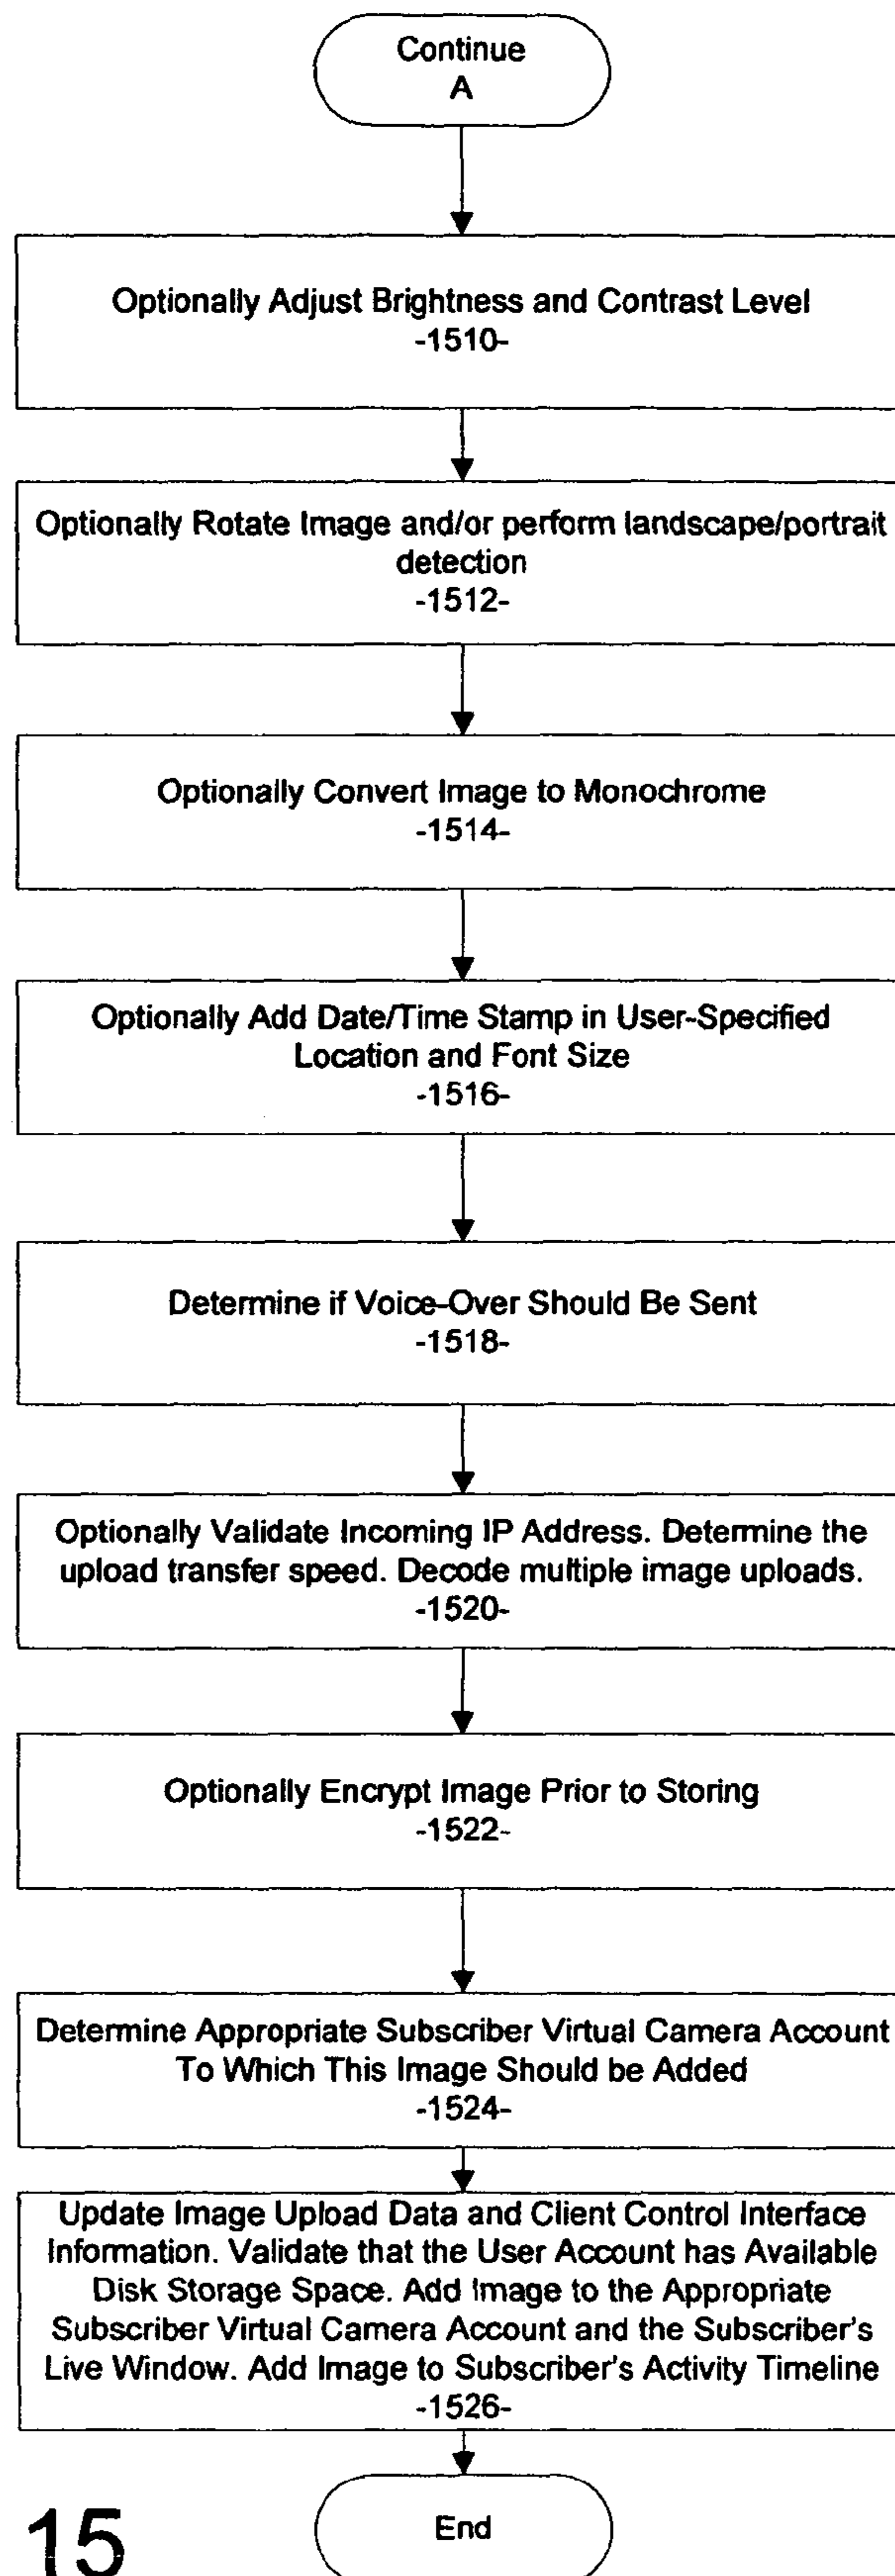 Continue
A
Optionally Adjust Brightness and Contrast Level
-1510-
Optionally Rotate Image and/or perform landscape/portrait
detection
-1512-
Optionally Convert Image to Monochrome
-1514-
Optionally Add Date/Time Stamp in User-Specified
Location and Font Size
-1516-
Determine if Voice-Over Should Be Sent
-1518-
Optionally Validate Incoming IP Address. Determine the
upload transfer speed. Decode multiple image uploads.
-1520-
Optionally Encrypt Image Prior to Storing
-1522-
Determine Appropriate Subscriber Virtual Camera Account
To Which This Image Should be Added
-1524-
Update Image Upload Data and Client Control Interface
Information. Validate that the User Account has Available
Disk Storage Space. Add Image to the Appropriate
Subscriber Virtual Camera Account and the Subscriber's
Live Window. Add Image to Subscriber's Activity Timeline
-1526-
End
15